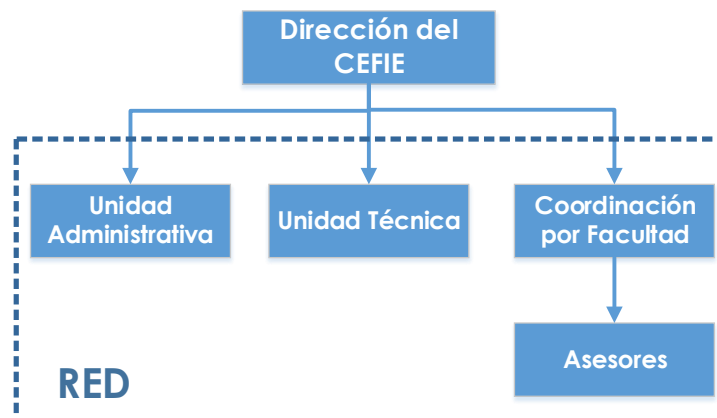 Dirección del
CEFIE
Unidad
Administrativa
Unidad Técnica
Coordinación
por Facultad
Asesores
RED